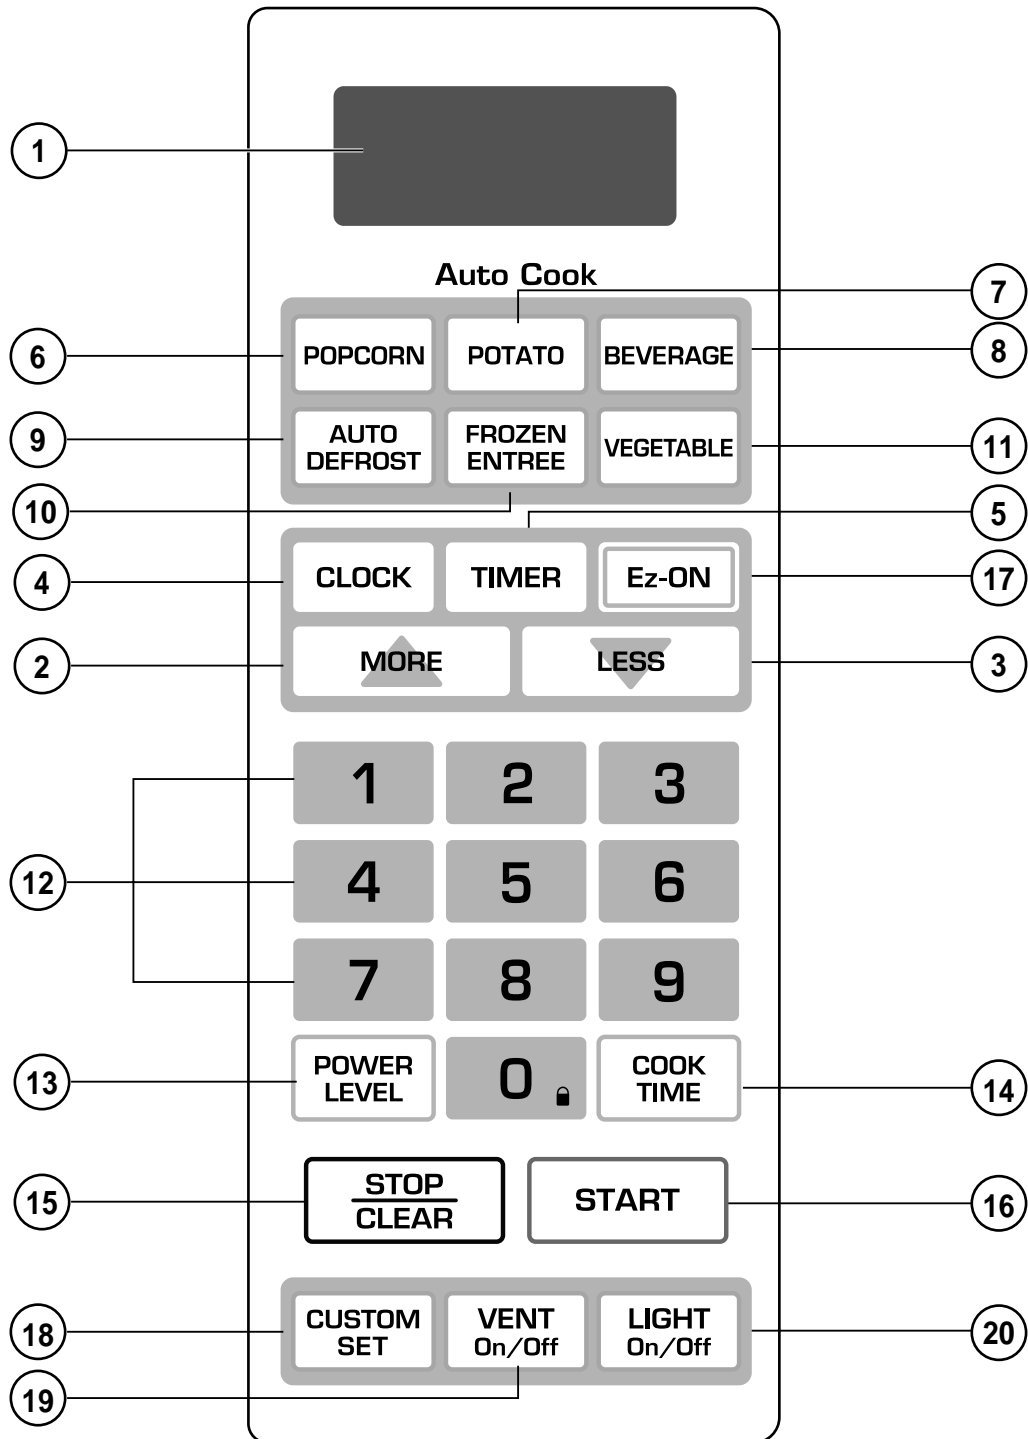 1
Auto Cook
7
6
POPCORN
POTATO
BEVERAGE
8
9
AUTO
DEFROST
FROZEN
ENTREE
VEGETABLE
11
10
5
4
CLOCK
TIMER
Ez-ON
17
2
MORE
LESS
3
1
2
3
12
4
5
6
7
8
9
13
POWER
LEVEL
0
COOK
TIME
14
15
STOP
CLEAR
START
16
18
CUSTOM
SET
VENT
On/Off
LIGHT
On/Off
20
19